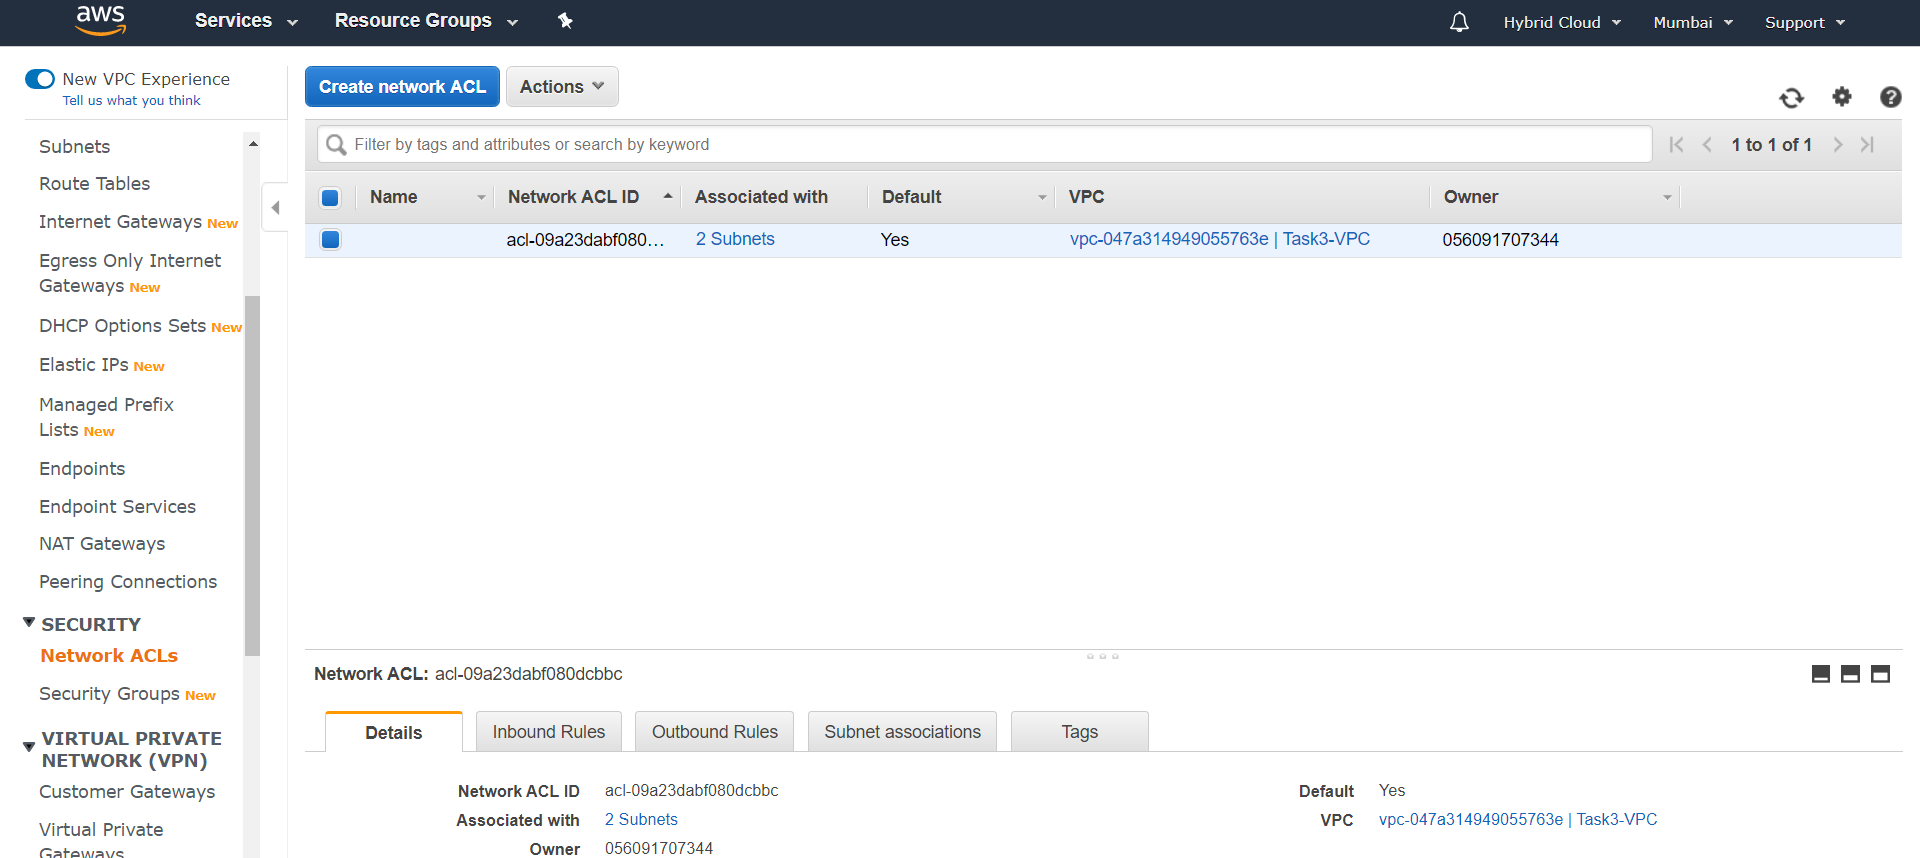 aws Services Resource Groups Hybrid Cloud Mumbai Support
New VPC Experience
Tell us what you think
Subnets
Route Tables
Internet Gateways New
Egress Only Internet
Gateways New
DHCP Options Sets New
Elastic IPs New
Managed Prefix
Lists New
Endpoints
Endpoint Services
NAT Gateways
Peering Connections
SECURITY
Network ACLs
Security Groups New
VIRTUAL PRIVATE
NETWORK (VPN)
Customer Gateways
Virtual Private
Gateways
Create network ACL Actions
Filter by tags and attributes or search by keyword 1 to 1 of 1
Name Network ACL ID Associated with Default VPC Owner
acl-09a23dabf080... 2 Subnets Yes vpc-047a314949055763e | Task3-VPC 056091707344
Network ACL: acl-09a23dabf080dcbbc
Details Inbound Rules Outbound Rules Subnet associations Tags
Network ACL ID acl-09a23dabf080dcbbc Default Yes
Associated with 2 Subnets VPC vpc-047a314949055763e | Task3-VPC
Owner 056091707344